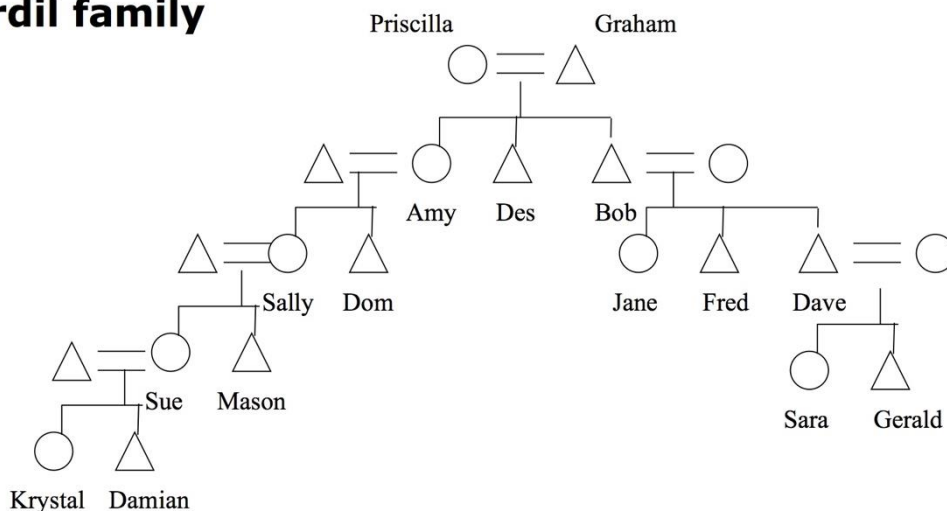 rdil family
Priscilla Graham
Amy Des Bob
Sally Dom Jane Fred Dave
Sue Mason Sara Gerald
Krystal Damian